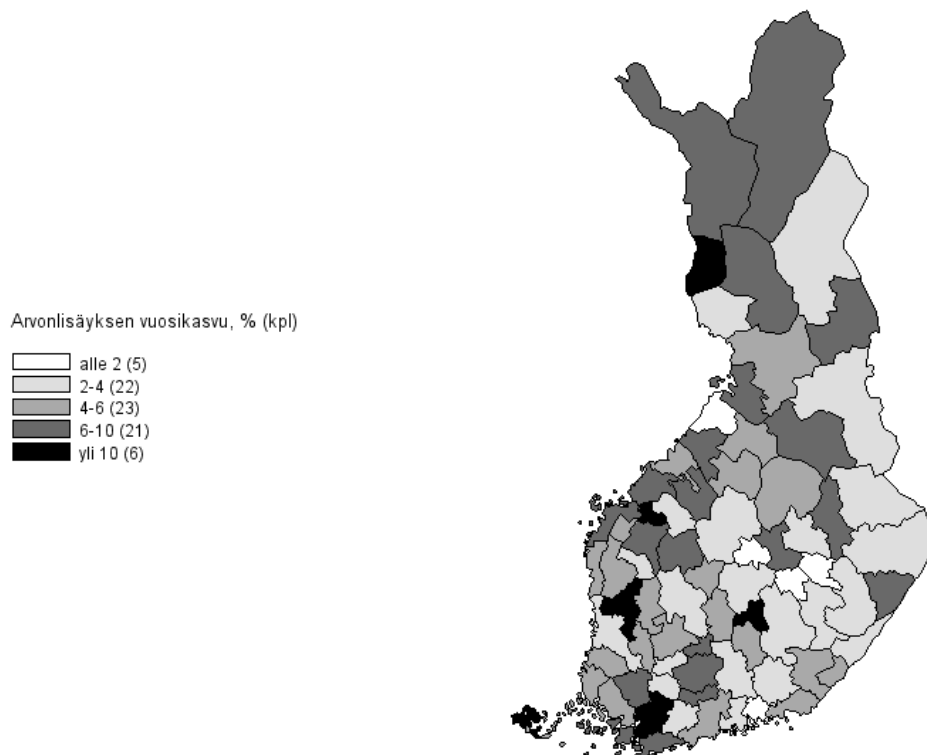 Arvonlisäyksen vuosikasvu, % (kpl)
alle 2 (5)
2-4 (22)
4-6 (23)
6-10 (21)
yli 10 (6)